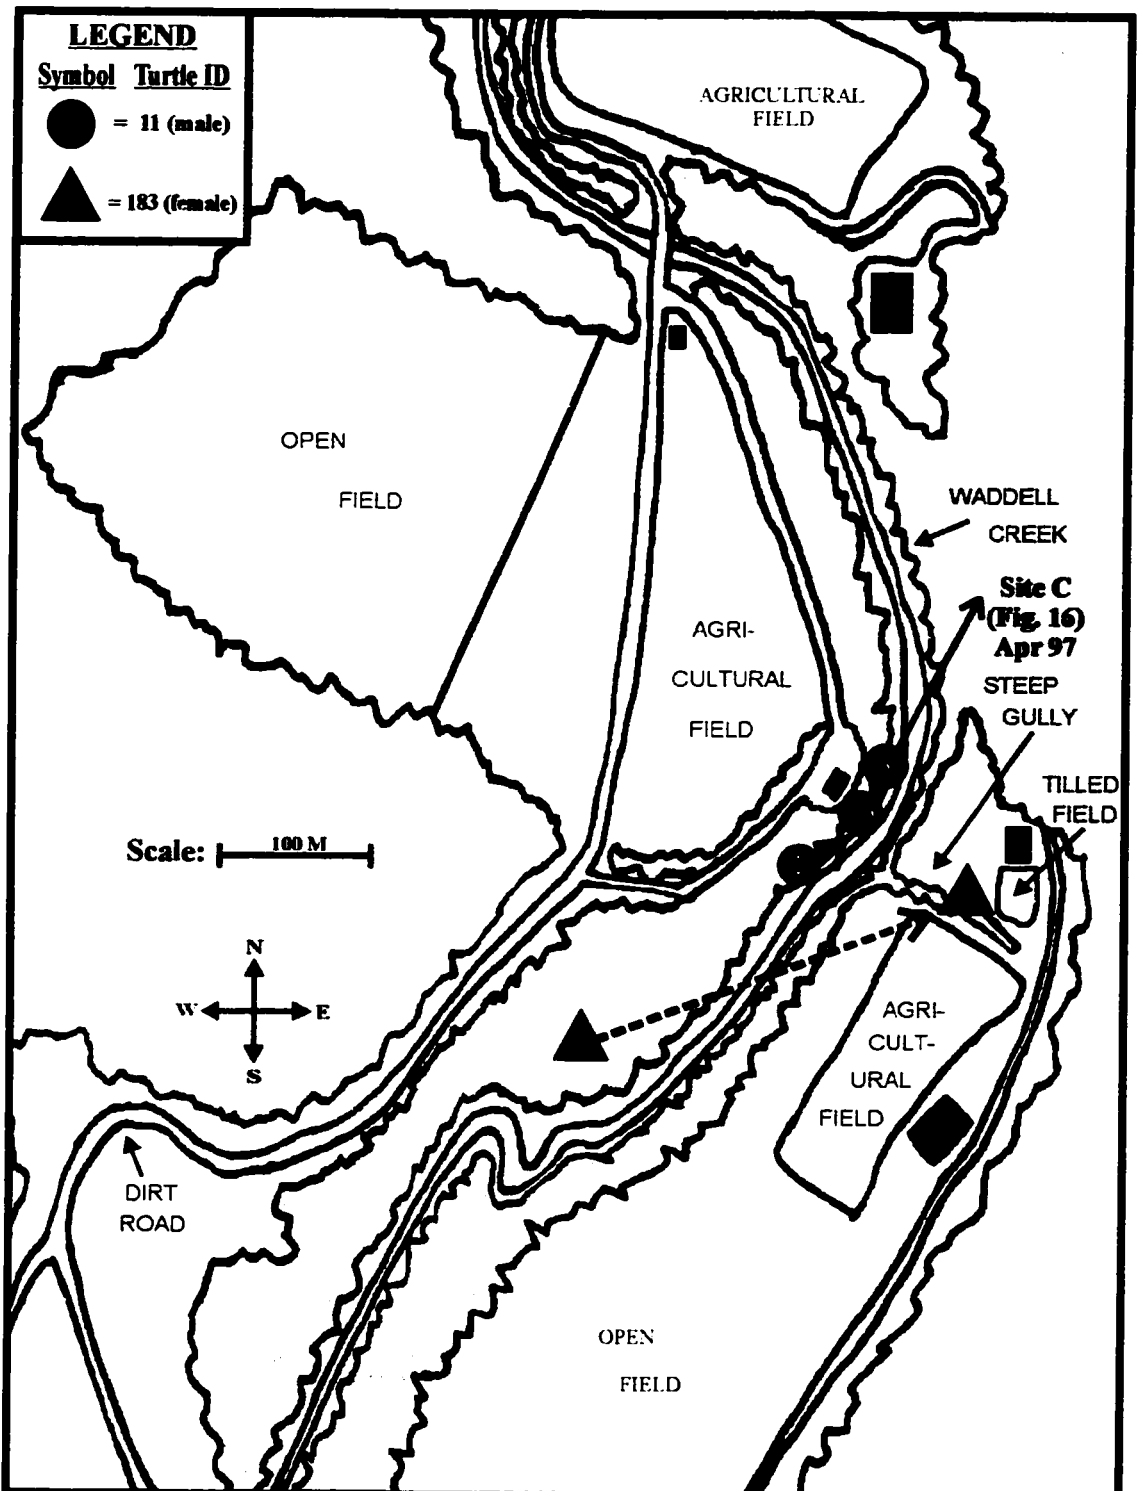 LEGEND
Symbol Turtle ID
= 11 (male)
= 183 (female)
AGRICULTURAL
FIELD
OPEN
FIELD
WADDELL
CREEK
Site C
(Fig. 16)
Apr 97
STEEP
GULLY
AGRI-
CULTURAL
FIELD
TILLED
FIELD
Scale: 100 M
N
W E
S
AGRI-
CULT-
URAL
FIELD
DIRT
ROAD
OPEN
FIELD